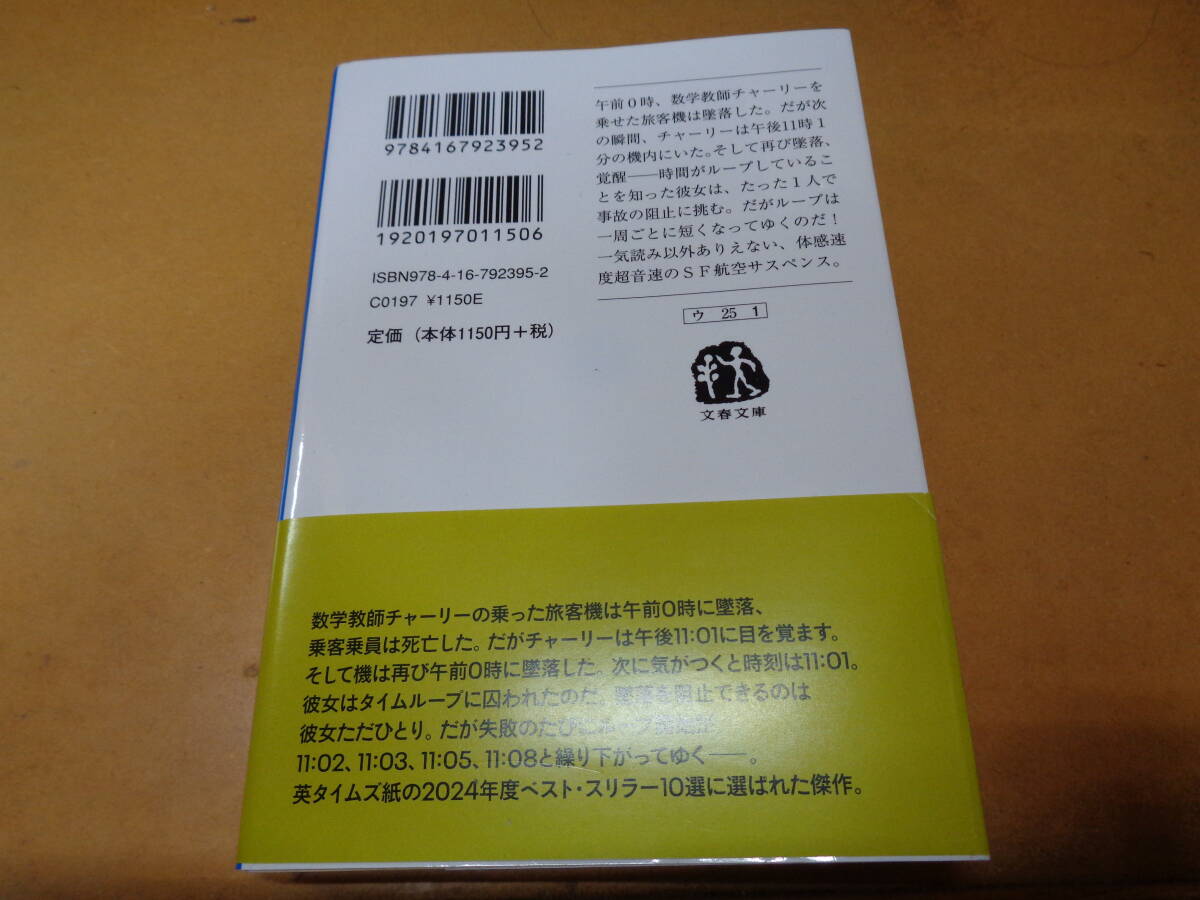 9784167923952
1920197011506
ISBN978-4-16-792395-2
C0197 ¥1150E
定価（本体1150円＋税）
午前０時、数学教師チャーリーを
乗せた旅客機は墜落した。だが次
の瞬間、チャーリーは午後11時１
分の機内にいた。そして再び墜落、
覚醒――時間がループしているこ
とを知った彼女は、たった１人で
事故の阻止に挑む。だがループは
一周ごとに短くなってゆくのだ！
一気読み以外ありえない、体感速
度超音速のＳＦ航空サスペンス。
ウ 25 1
文春文庫
数学教師チャーリーの乗った旅客機は午前0時に墜落、
乗客乗員は死亡した。だがチャーリーは午後11:01に目を覚ます。
そして機は再び午前0時に墜落した。次に気がつくと時刻は11:01。
彼女はタイムループに囚われたのだ。墜落を阻止できるのは
彼女ただひとり。だが失敗のたびに
11:02、11:03、11:05、11:08と繰り下がってゆく――。
英タイムズ紙の2024年度ベスト・スリラー10選に選ばれた傑作。